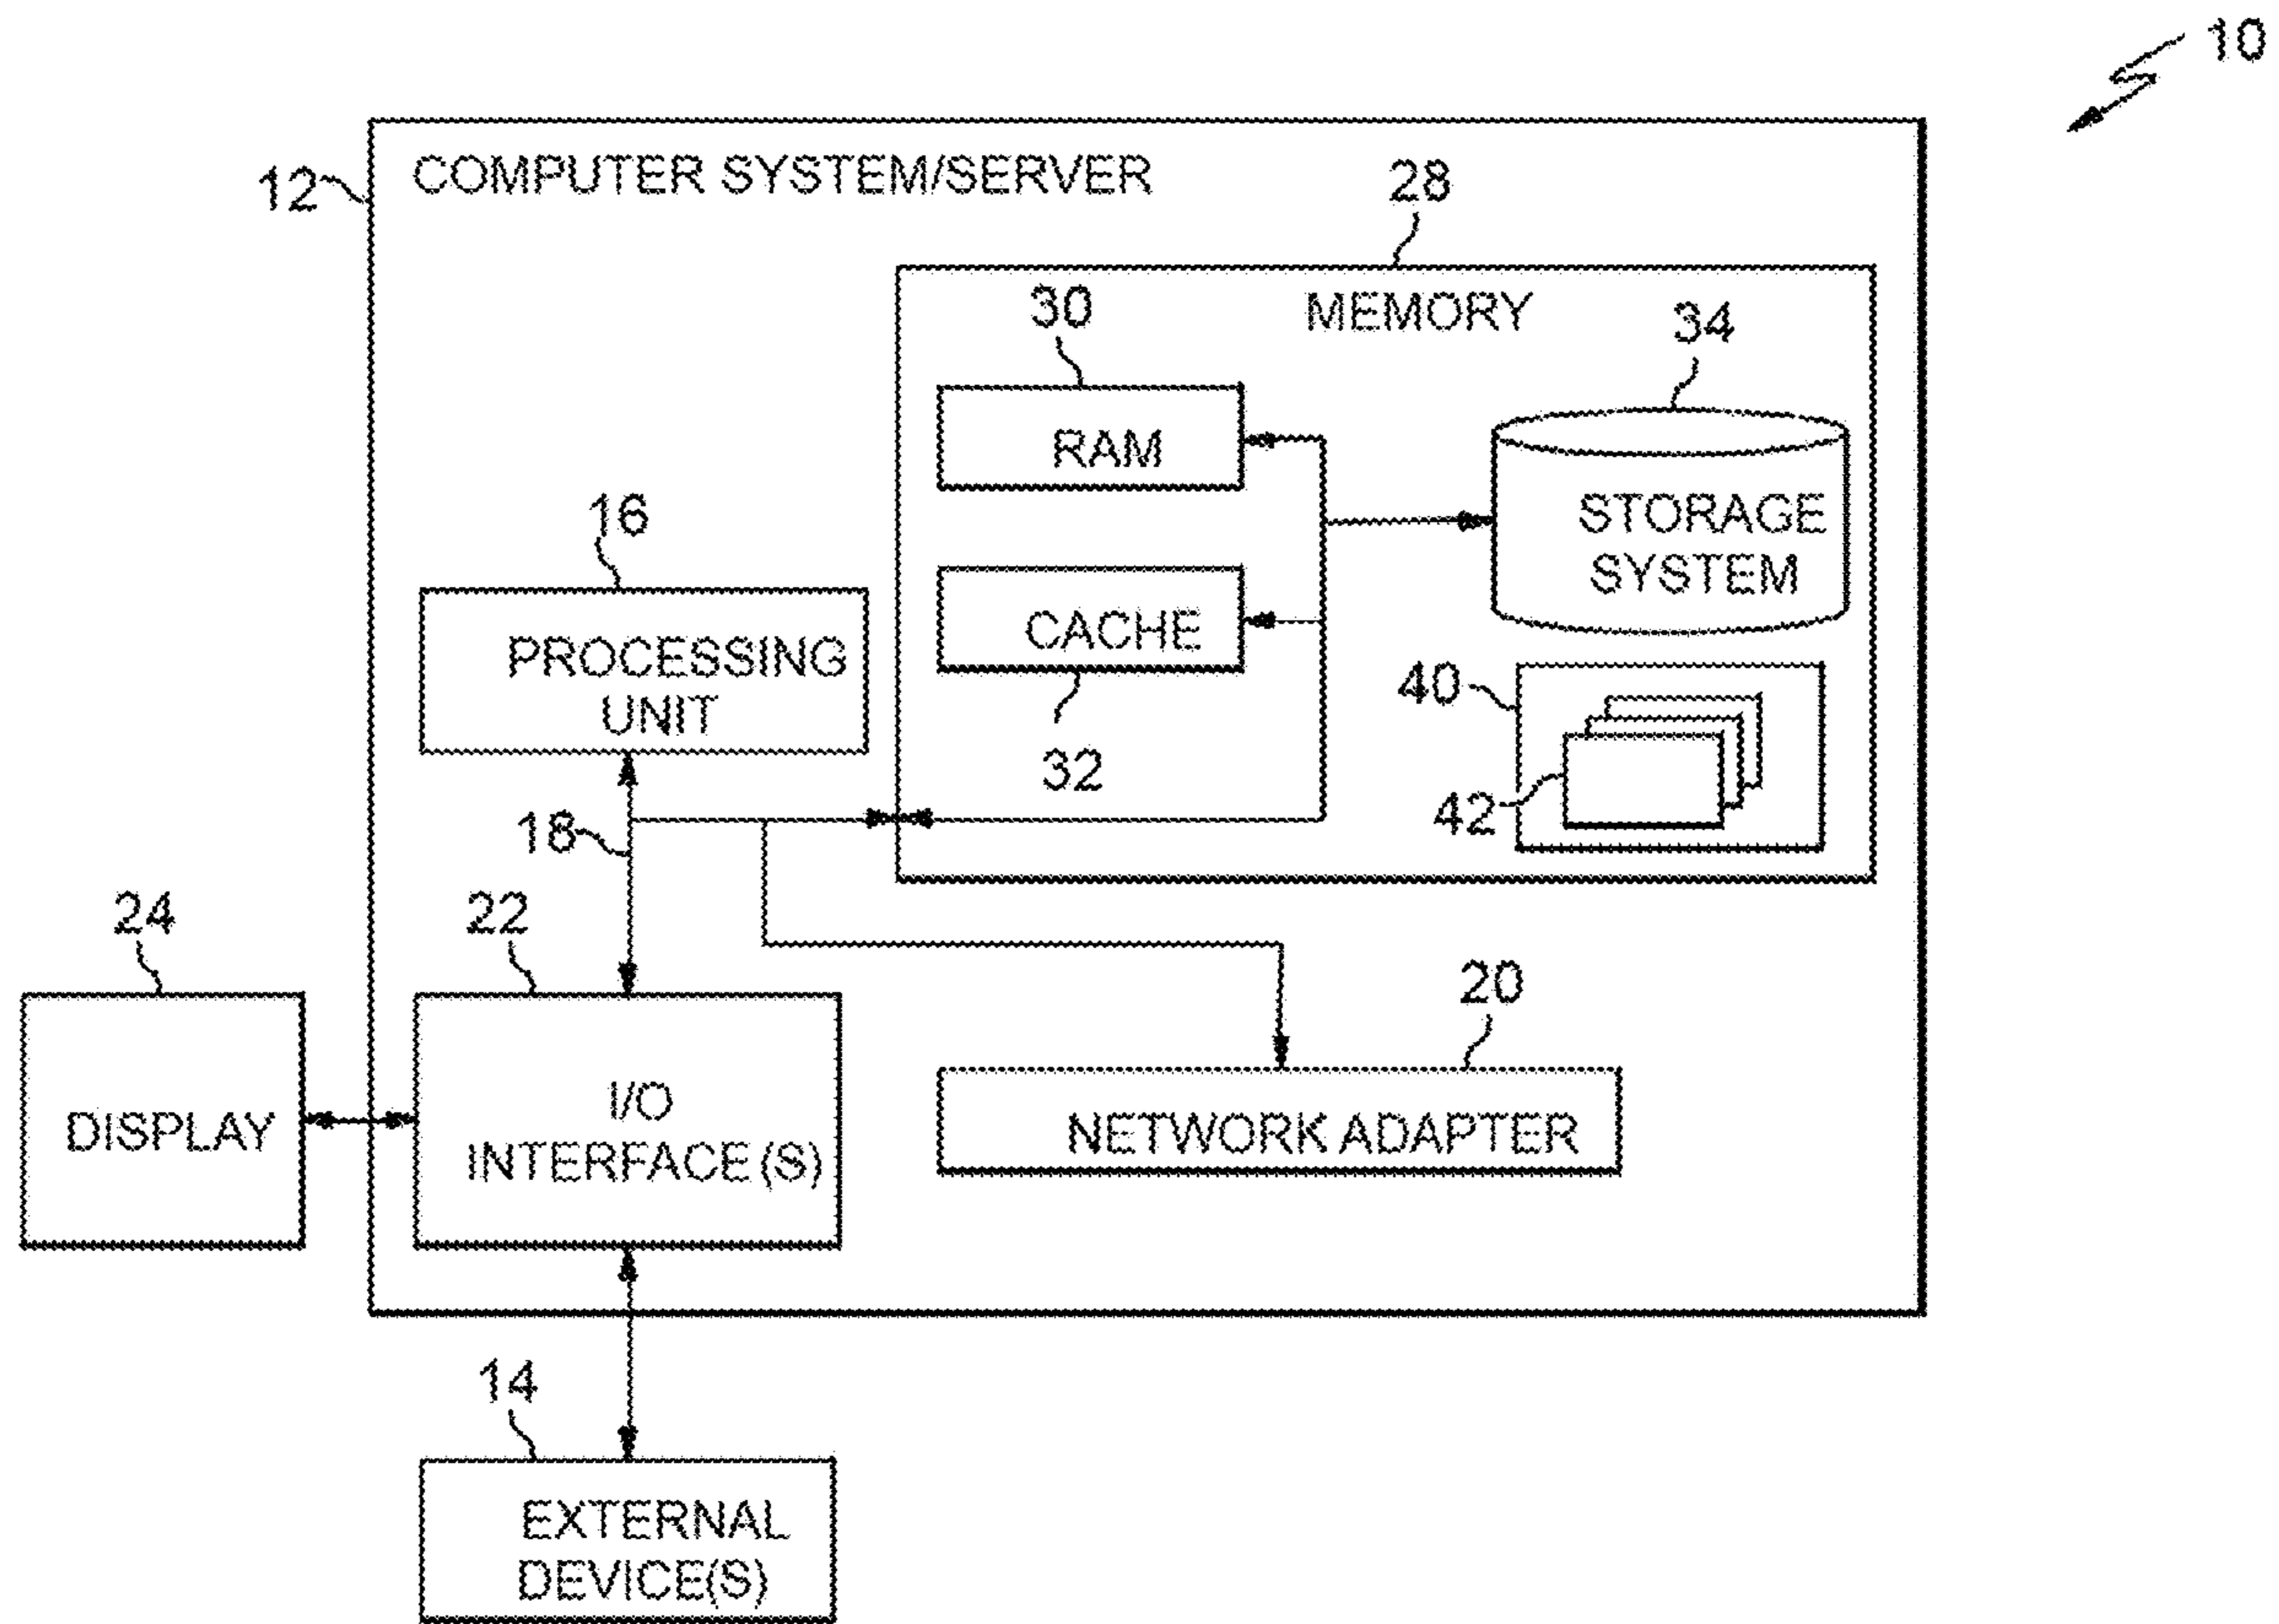 10
12
COMPUTER SYSTEM/SERVER
28
30
MEMORY
34
RAM
16
STORAGE
SYSTEM
PROCESSING
UNIT
CACHE
32
40
42
18
24
22
20
DISPLAY
I/O
INTERFACE(S)
NETWORK ADAPTER
14
EXTERNAL
DEVICE(S)